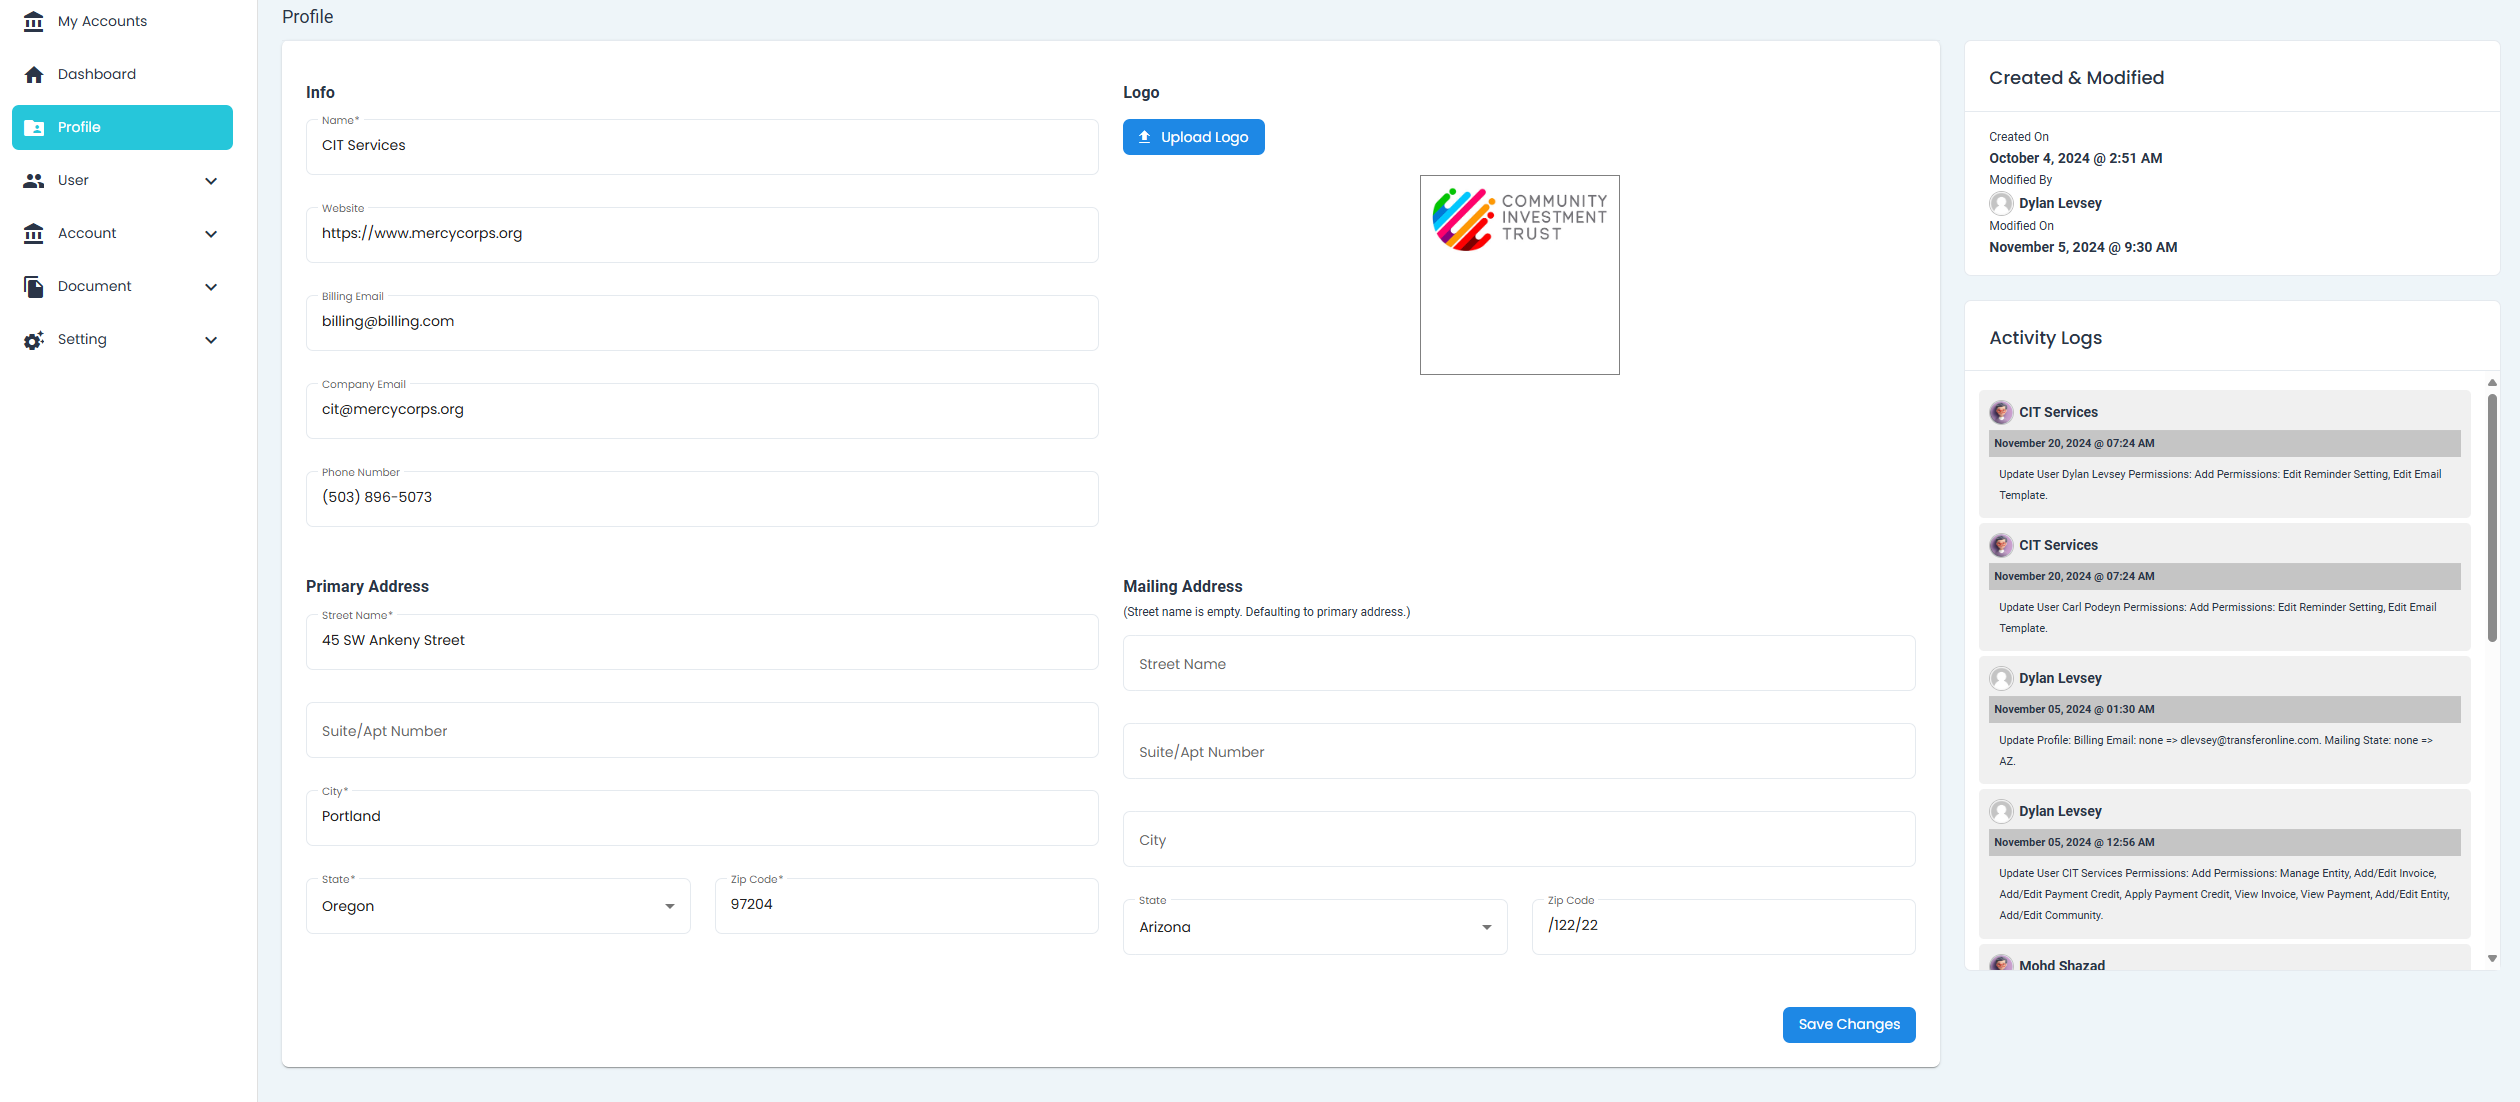 My Accounts
Dashboard
Profile
User
Account
Document
Setting
Profile
Info
Name*
CIT Services
Website
https://www.mercycorps.org
Billing Email
billing@billing.com
Company Email
cit@mercycorps.org
Phone Number
(503) 896-5073
Logo
Upload Logo
COMMUNITY
INVESTMENT
TRUST
Primary Address
Street Name*
45 SW Ankeny Street
Suite/Apt Number
City*
Portland
State*
Oregon
Zip Code*
97204
Mailing Address
(Street name is empty. Defaulting to primary address.)
Street Name
Suite/Apt Number
City
State
Arizona
Zip Code
/122/22
Save Changes
Created & Modified
Created On
October 4, 2024 @ 2:51 AM
Modified By
Dylan Levsey
Modified On
November 5, 2024 @ 9:30 AM
Activity Logs
CIT Services
November 20, 2024 @ 07:24 AM
Update User Dylan Levsey Permissions: Add Permissions: Edit Reminder Setting, Edit Email
Template.
CIT Services
November 20, 2024 @ 07:24 AM
Update User Carl Podeyn Permissions: Add Permissions: Edit Reminder Setting, Edit Email
Template.
Dylan Levsey
November 05, 2024 @ 01:30 AM
Update Profile: Billing Email: none => dlevsey@transferonline.com. Mailing State: none =>
AZ.
Dylan Levsey
November 05, 2024 @ 12:56 AM
Update User CIT Services Permissions: Add Permissions: Manage Entity, Add/Edit Invoice,
Add/Edit Payment Credit, Apply Payment Credit, View Invoice, View Payment, Add/Edit Entity,
Add/Edit Community.
Mohd Shazad